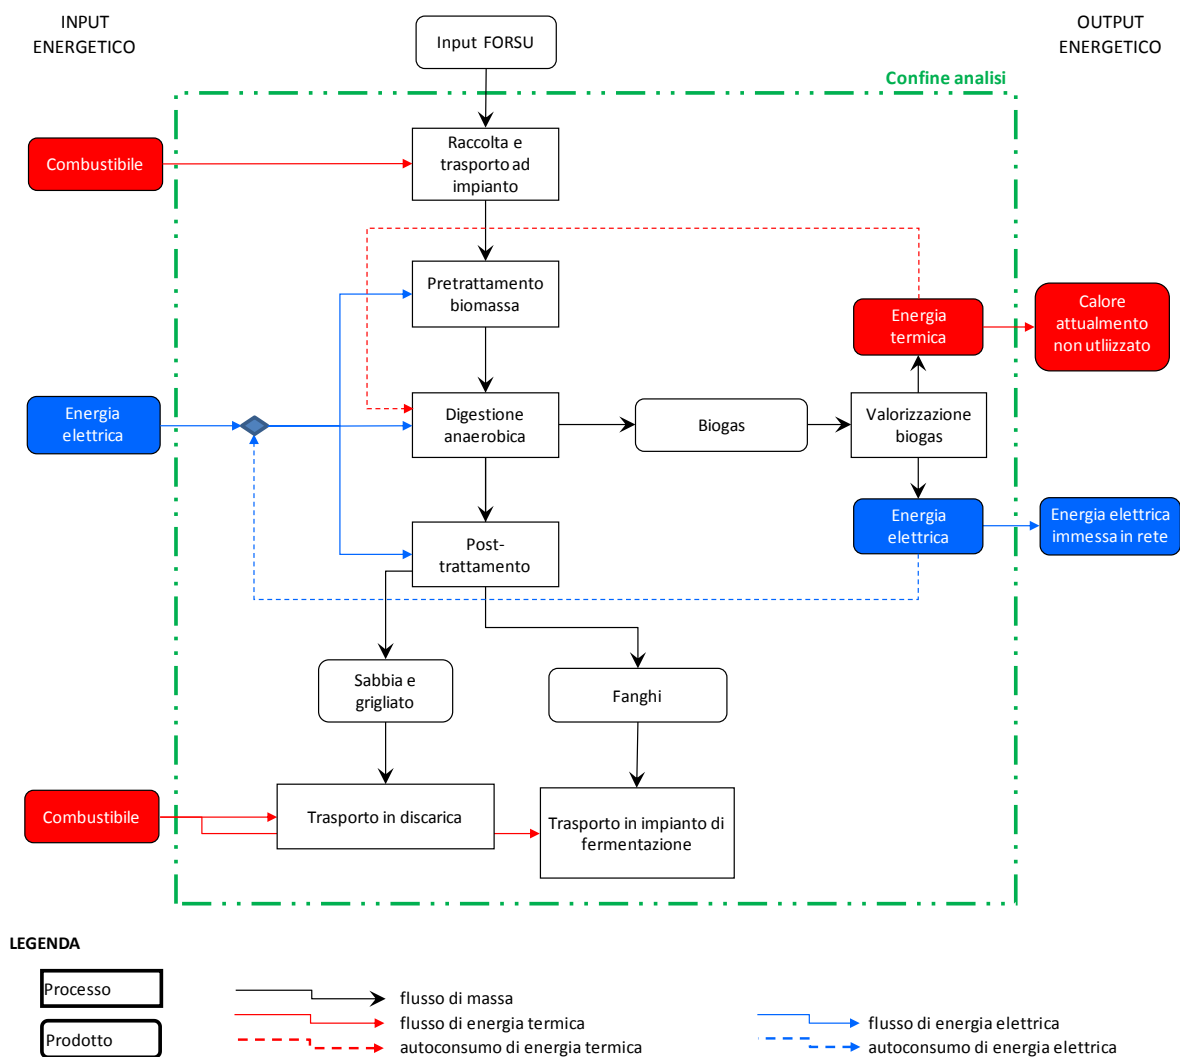 INPUT
ENERGETICO
Input FORSU
OUTPUT
ENERGETICO
Confine analisi
Combustibile
Raccolta e
trasporto ad
impianto
Pretrattamento
biomassa
Energia
termica
Calore
attualmento
non utliizzato
Energia
elettrica
Digestione
anaerobica
Biogas
Valorizzazione
biogas
Energia
elettrica
Energia elettrica
immessa in rete
Post-
trattamento
Sabbia e
grigliato
Fanghi
Combustibile
Trasporto in discarica
Trasporto in impianto di
fermentazione
LEGENDA
Processo
Prodotto
flusso di massa
flusso di energia termica
autoconsumo di energia termica
flusso di energia elettrica
autoconsumo di energia elettrica